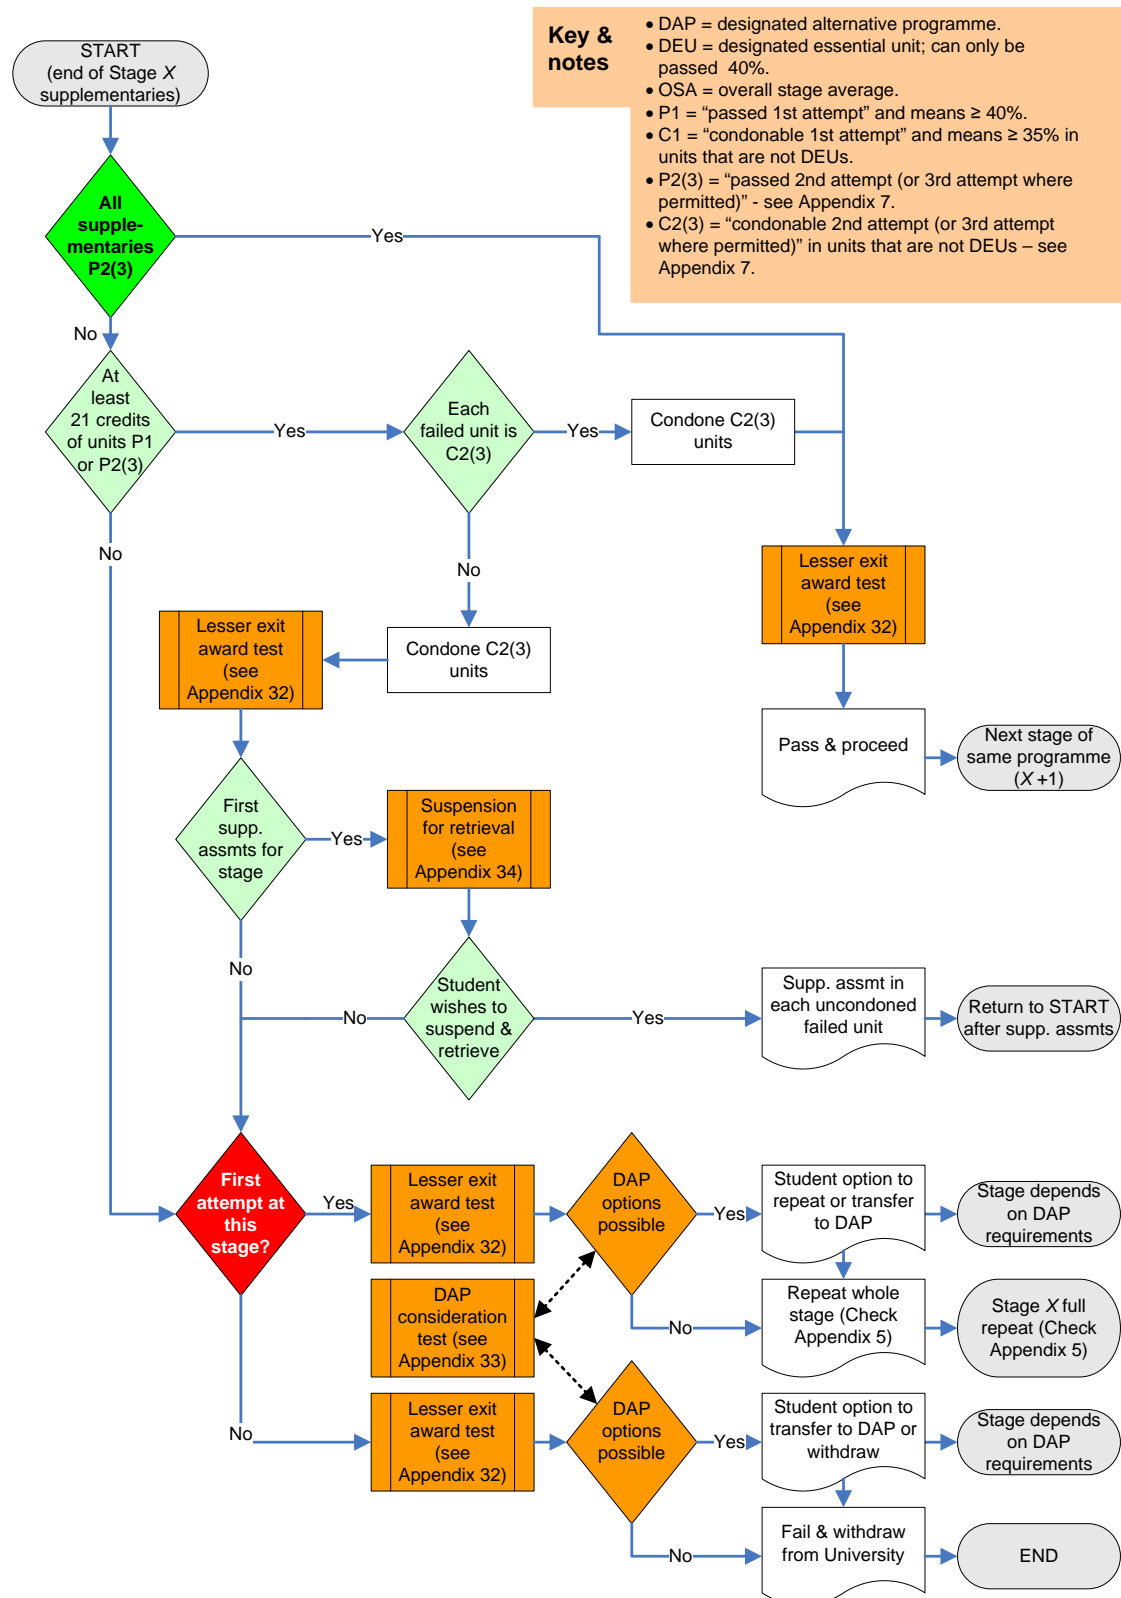 START
(end of Stage X
supplementaries)
Key &
notes
• DAP = designated alternative programme.
• DEU = designated essential unit; can only be
passed  40%.
• OSA = overall stage average.
• P1 = “passed 1st attempt” and means ≥ 40%.
• C1 = “condonable 1st attempt” and means ≥ 35% in
units that are not DEUs.
• P2(3) = “passed 2nd attempt (or 3rd attempt where
permitted)” - see Appendix 7.
• C2(3) = “condonable 2nd attempt (or 3rd attempt
where permitted)” in units that are not DEUs – see
Appendix 7.
All
supple-
mentaries
P2(3)
Yes
No
At
least
21 credits
of units P1
or P2(3)
Yes
Each
failed unit is
C2(3)
Yes
Condone C2(3)
units
No
No
Lesser exit
award test
(see
Appendix 32)
Lesser exit
award test
(see
Appendix 32)
Condone C2(3)
units
Pass & proceed
Next stage of
same programme
(X +1)
First
supp.
assmts for
stage
Yes
Suspension
for retrieval
(see
Appendix 34)
No
Student
wishes to
suspend &
retrieve
No
Yes
Supp. assmt in
each uncondoned
failed unit
Return to START
after supp. assmts
First
attempt at
this
stage?
Yes
Lesser exit
award test
(see
Appendix 32)
DAP
options
possible
Yes
Student option to
repeat or transfer
to DAP
Stage depends
on DAP
requirements
DAP
consideration
test (see
Appendix 33)
No
Repeat whole
stage (Check
Appendix 5)
Stage X full
repeat (Check
Appendix 5)
No
Lesser exit
award test
(see
Appendix 32)
DAP
options
possible
Yes
Student option to
transfer to DAP or
withdraw
Stage depends
on DAP
requirements
No
Fail & withdraw
from University
END